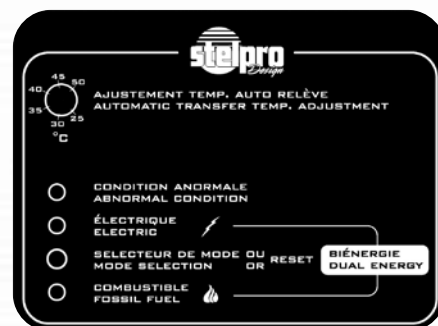 stelpro
Design
45
40 50
35 25
30
°C
AJUSTEMENT TEMP. AUTO RELÈVE
AUTOMATIC TRANSFER TEMP. ADJUSTMENT
CONDITION ANORMALE
ABNORMAL CONDITION
ÉLECTRIQUE
ELECTRIC
SELECTEUR DE MODE OU
MODE SELECTION OR RESET
BIÉNERGIE
DUAL ENERGY
COMBUSTIBLE
FOSSIL FUEL